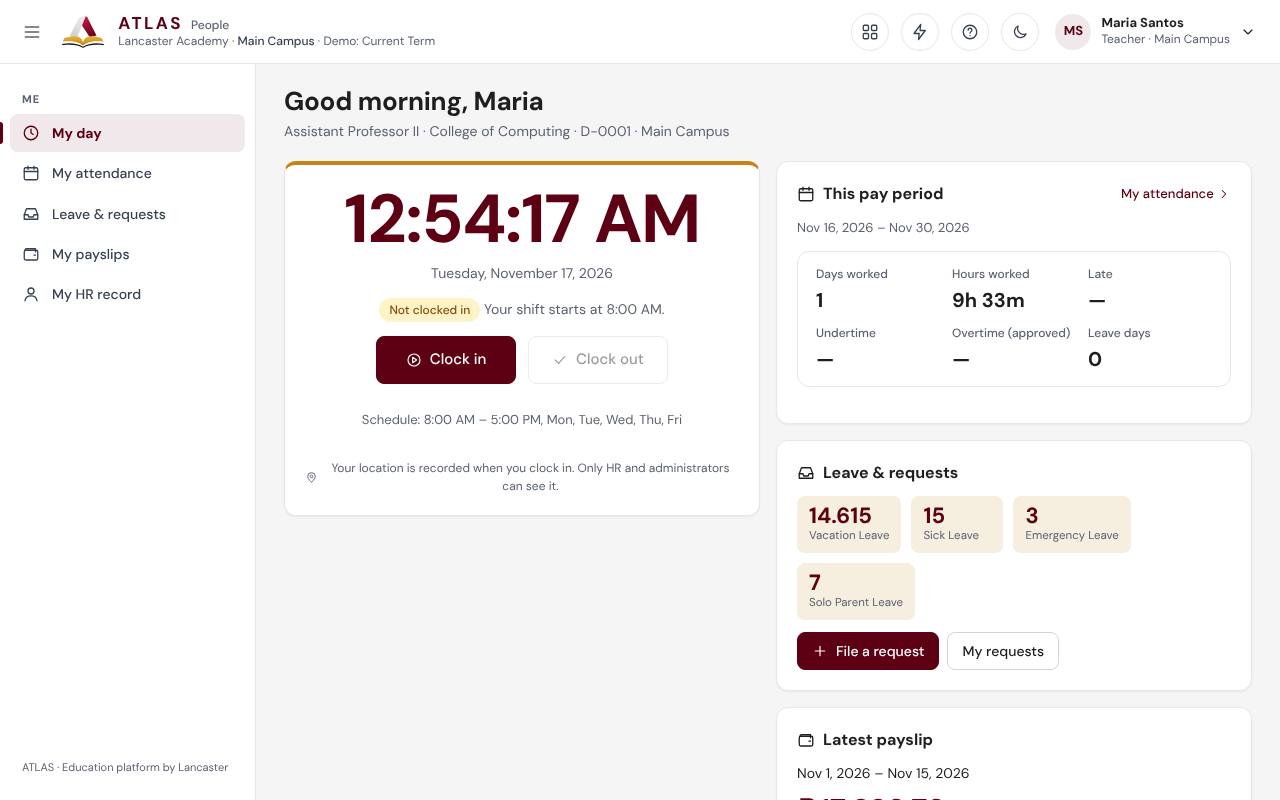 ATLAS People
Lancaster Academy · Main Campus · Demo: Current Term
MS
Maria Santos
Teacher · Main Campus
ME
My day
My attendance
Leave & requests
My payslips
My HR record
ATLAS · Education platform by Lancaster
Good morning, Maria
Assistant Professor II · College of Computing · D-0001 · Main Campus
12:54:17 AM
Tuesday, November 17, 2026
Not clocked in Your shift starts at 8:00 AM.
Clock in
Clock out
Schedule: 8:00 AM – 5:00 PM, Mon, Tue, Wed, Thu, Fri
Your location is recorded when you clock in. Only HR and administrators
can see it.
This pay period
My attendance
Nov 16, 2026 – Nov 30, 2026
Days worked Hours worked Late
1 9h 33m —
Undertime Overtime (approved) Leave days
— — 0
Leave & requests
14.615
Vacation Leave
15
Sick Leave
3
Emergency Leave
7
Solo Parent Leave
File a request
My requests
Latest payslip
Nov 1, 2026 – Nov 15, 2026